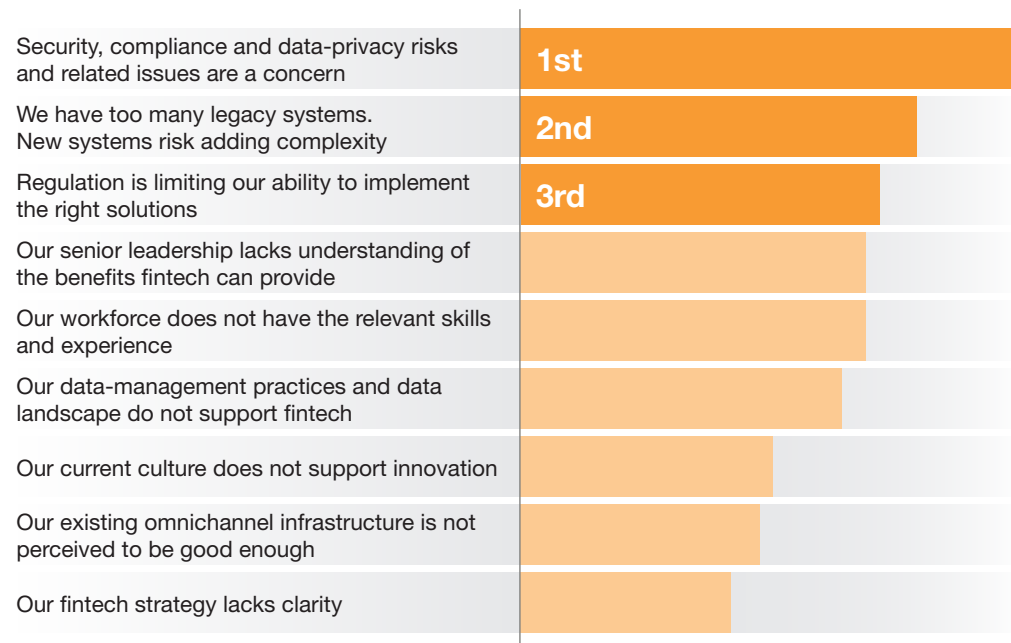 Security, compliance and data-privacy risks
and related issues are a concern
1st
We have too many legacy systems.
New systems risk adding complexity
2nd
Regulation is limiting our ability to implement
the right solutions
3rd
Our senior leadership lacks understanding of
the benefits fintech can provide
Our workforce does not have the relevant skills
and experience
Our data-management practices and data
landscape do not support fintech
Our current culture does not support innovation
Our existing omnichannel infrastructure is not
perceived to be good enough
Our fintech strategy lacks clarity